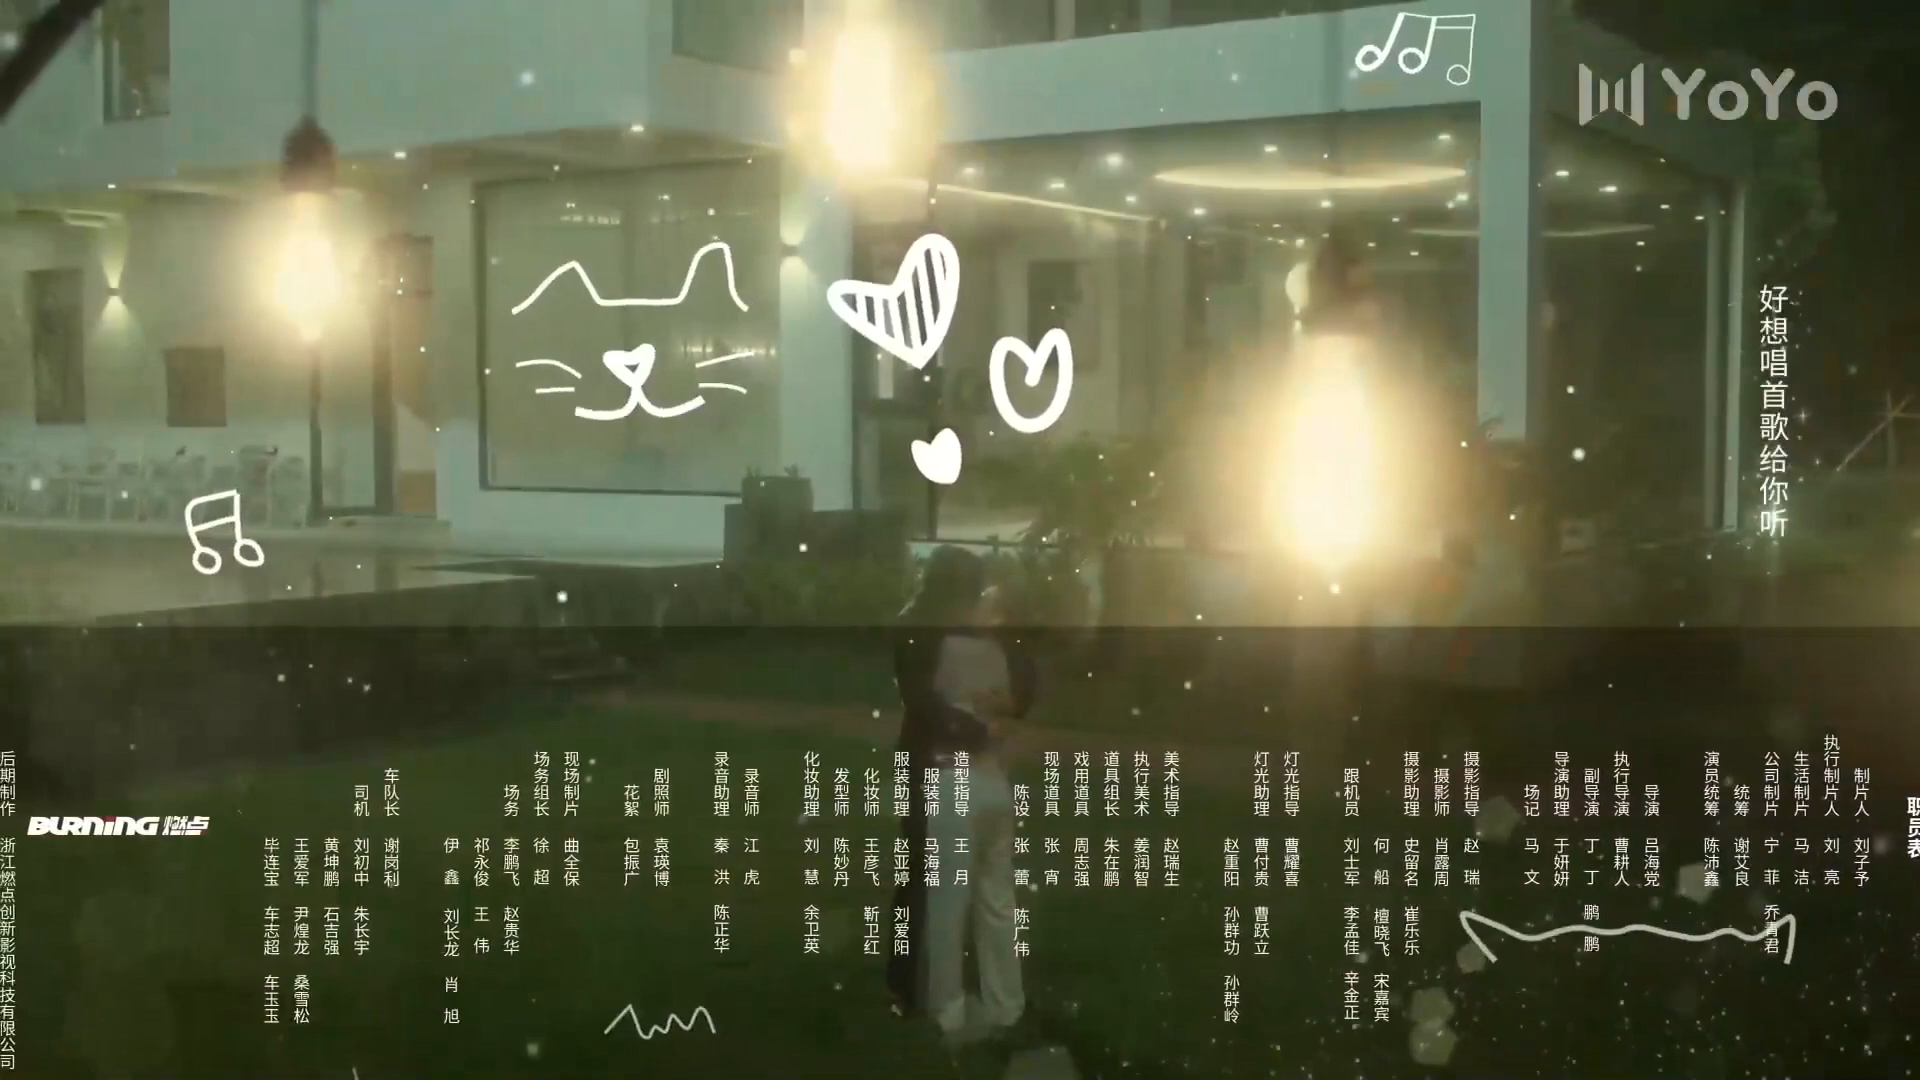 YoYo
好想唱首歌给你听
职员表
制片人 刘子予
执行制片人 刘亮
生活制片 马洁
公司制片 宁菲 乔青君
统筹 谢艾良
演员统筹 陈沛鑫
导演 吕海党
执行导演 曹耕人
副导演 丁丁 鹏鹏
导演助理 于妍妍
场记 马文
摄影指导 赵瑞
摄影师 肖露周
摄影助理 史留名 崔乐乐
何船 檀晓飞 宋嘉宾
跟机员 刘士军 李孟佳 辛金正
灯光指导 曹耀喜
灯光助理 曹付贵 曹跃立
赵重阳 孙群功 孙群岭
美术指导 赵瑞生
执行美术 姜润智
道具组长 朱在鹏
戏用道具 周志强
现场道具 张宵
陈设 张蕾 陈广伟
造型指导 王月
服装师 马海福
服装助理 赵亚婷 刘爱阳
化妆师 王彦飞 靳卫红
发型师 陈妙丹
化妆助理 刘慧 余卫英
录音师 江虎
录音助理 秦洪 陈正华
剧照师 袁瑛博
花絮 包振广
现场制片 曲全保
场务组长 徐超
场务 李鹏飞 赵贵华
祁永俊 王伟
伊鑫 刘长龙 肖旭
车队长 谢岗利
司机 刘初中 朱长宇
黄坤鹏 石吉强
王爱军 尹煌龙 桑雪松
毕连宝 车志超 车玉玉
BURNING 燃点
后期制作 浙江燃点创新影视科技有限公司